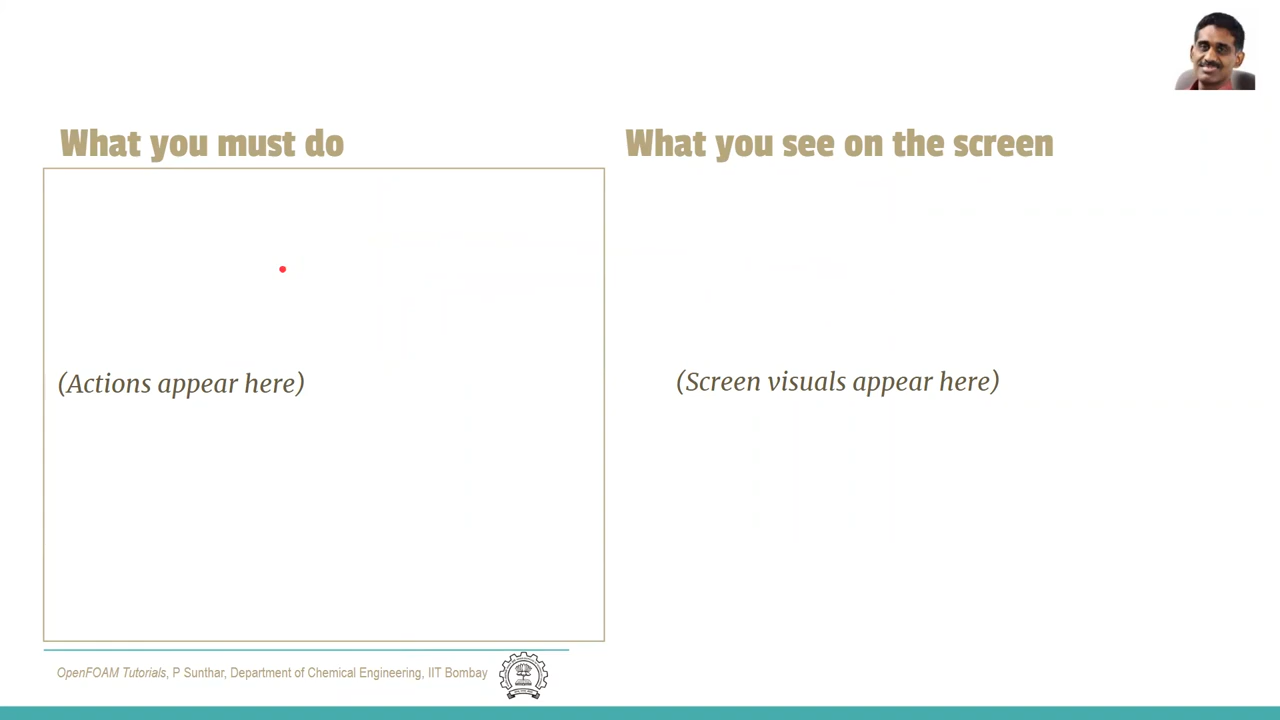 What you must do
What you see on the screen
(Actions appear here)
(Screen visuals appear here)
OpenFOAM Tutorials, P Sunthar, Department of Chemical Engineering, IIT Bombay